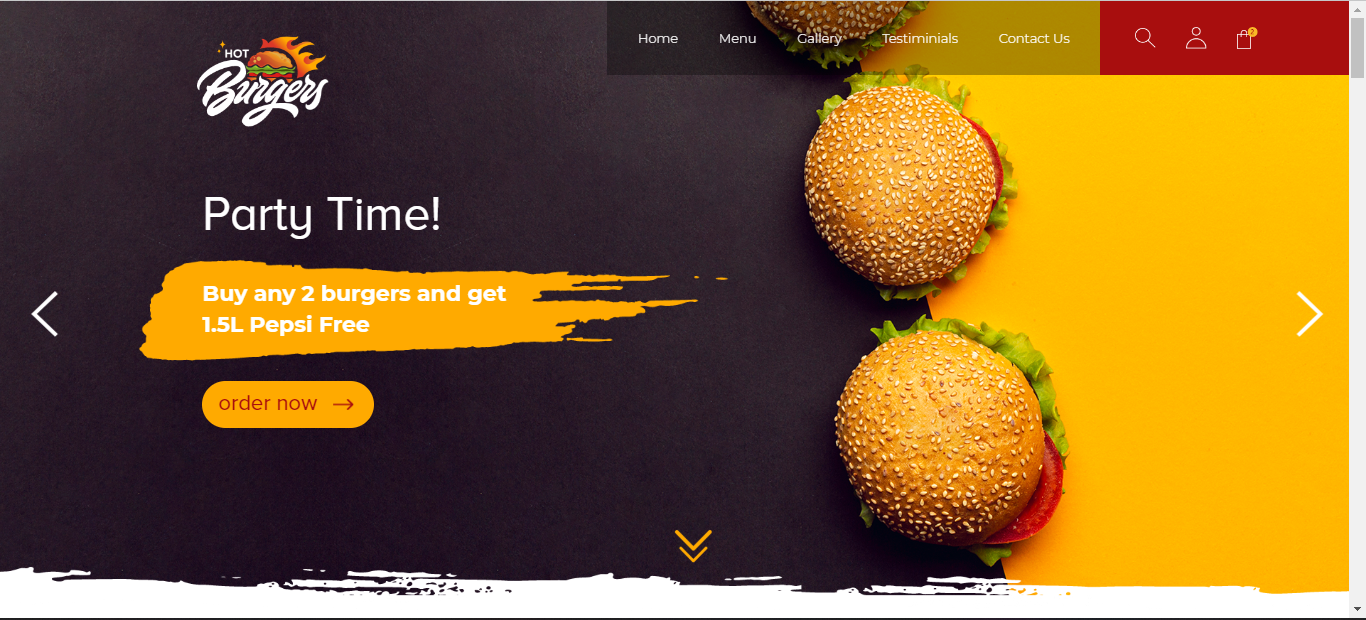 HOT
Burgers
Home Menu Gallery Testiminials Contact Us
2
Party Time!
Buy any 2 burgers and get
1.5L Pepsi Free
order now